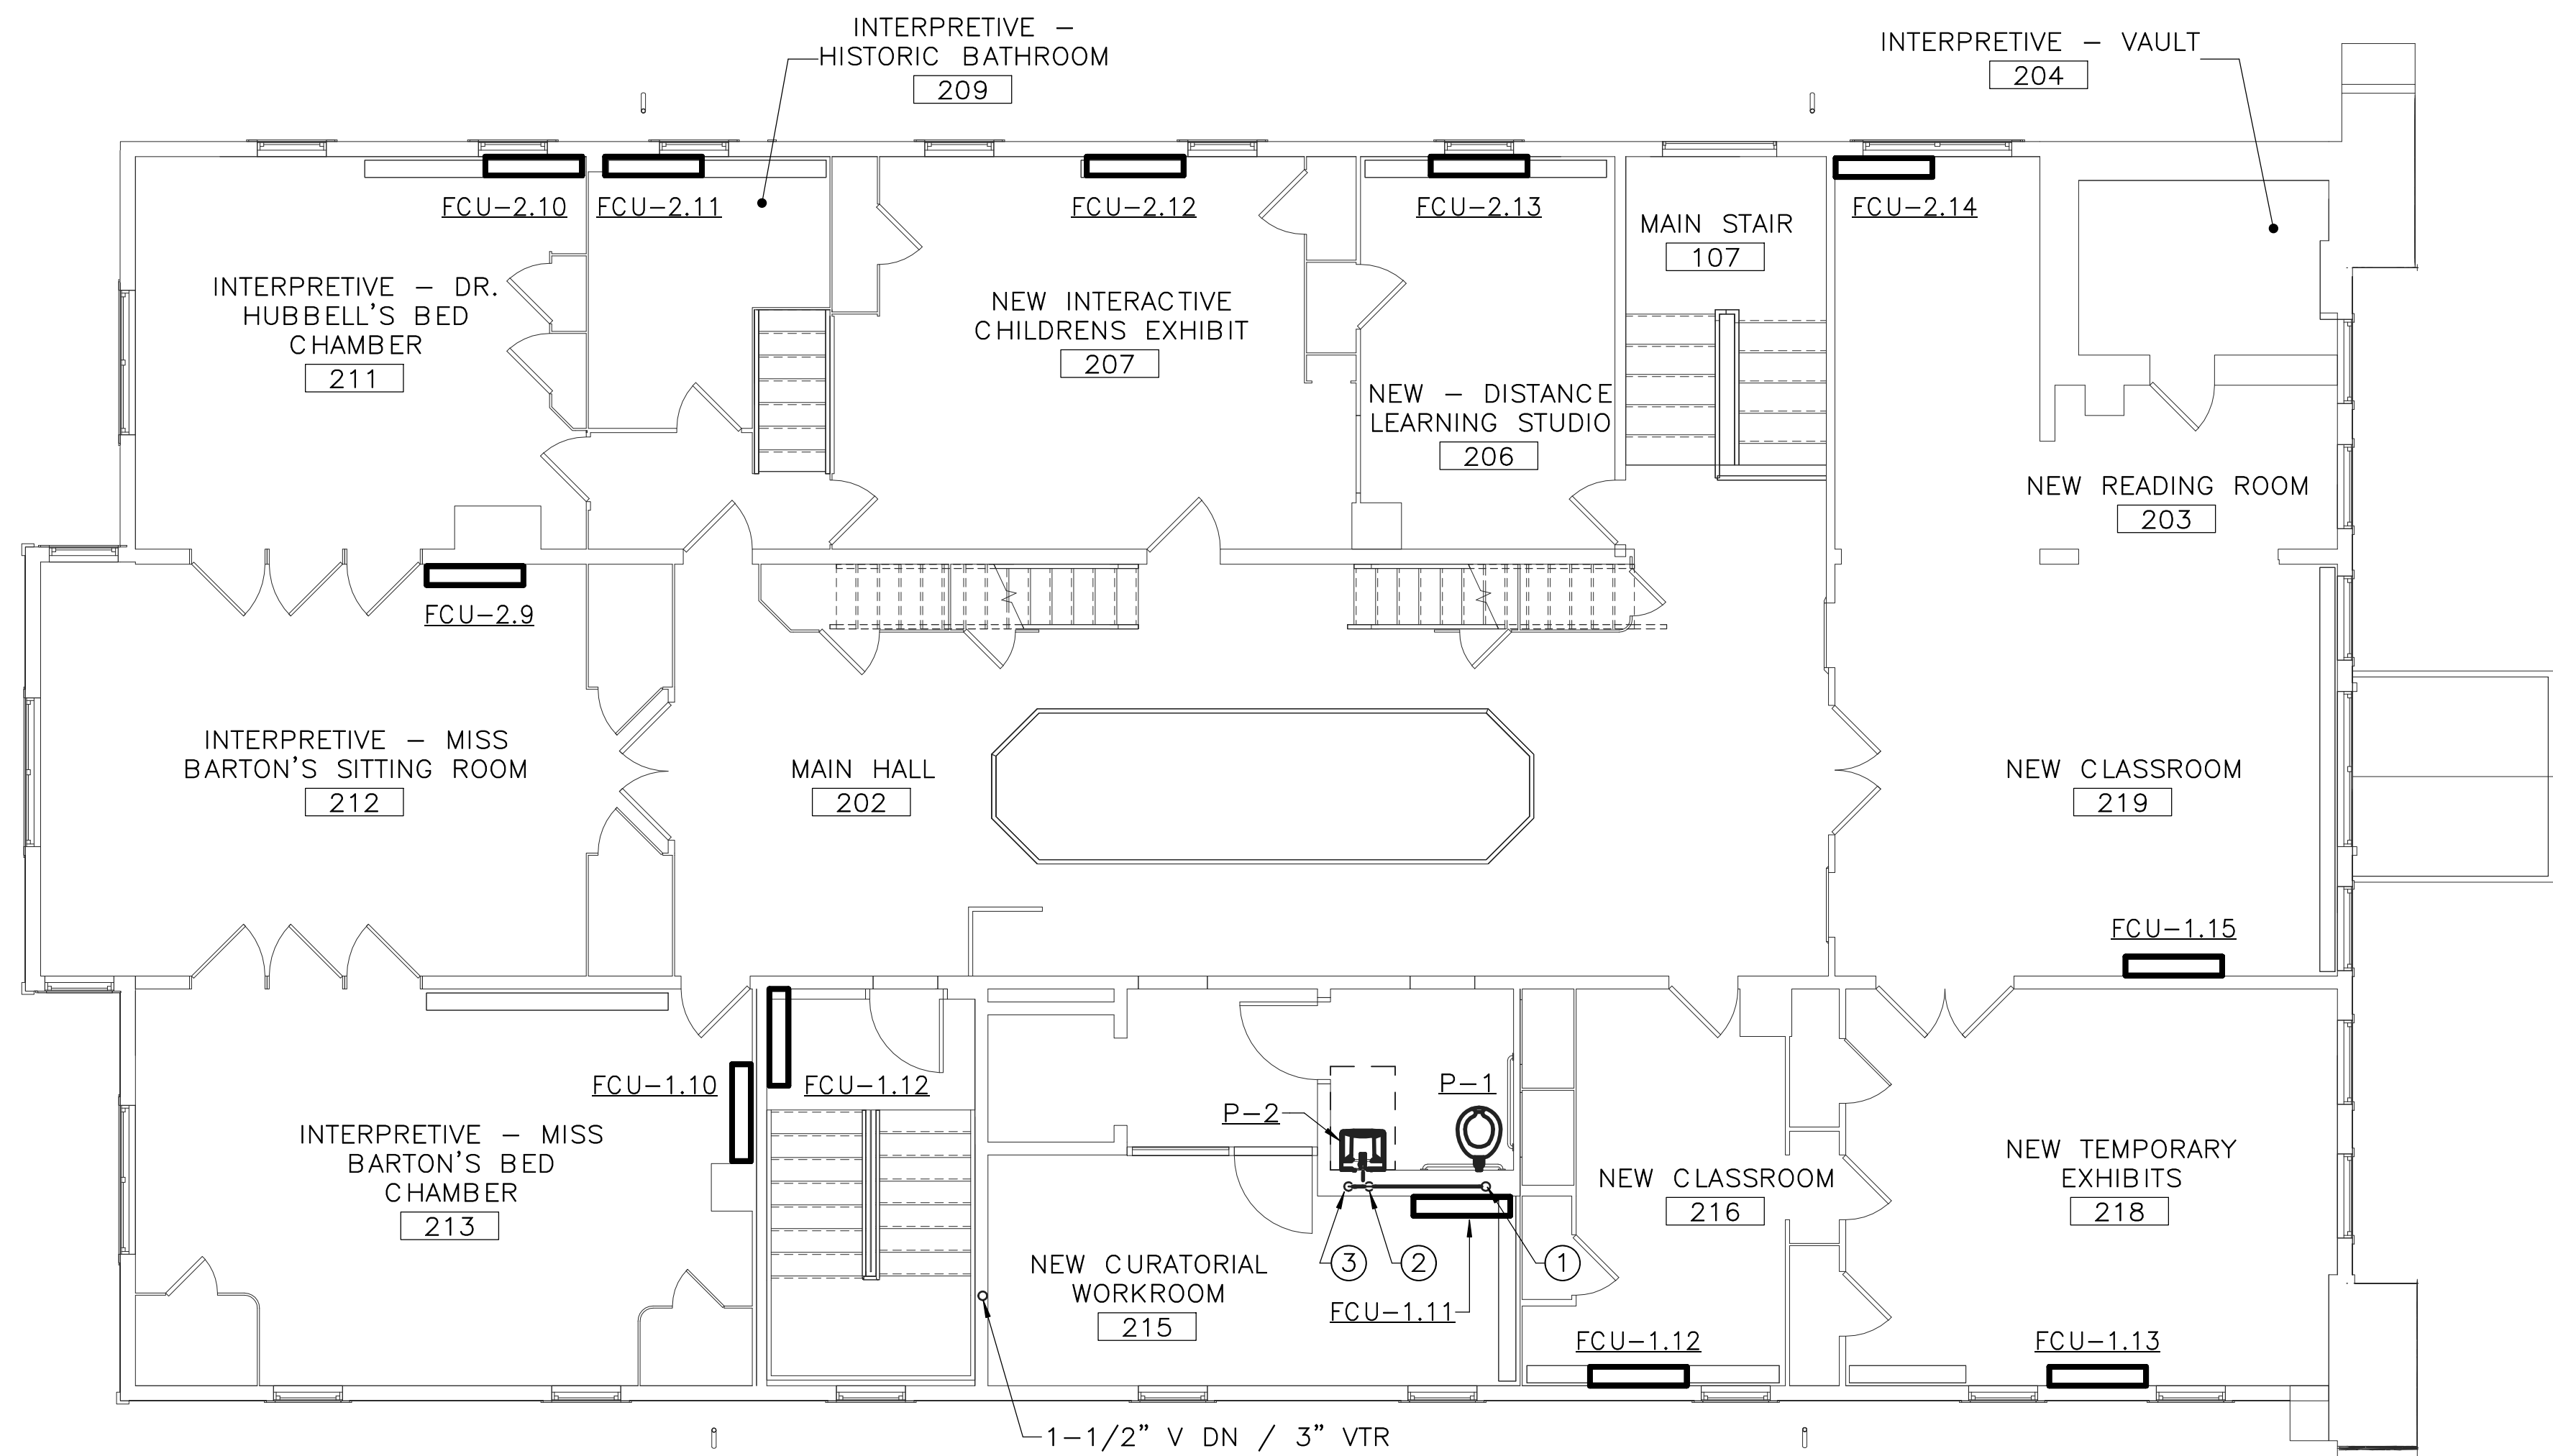 INTERPRETIVE –
HISTORIC BATHROOM
209
INTERPRETIVE – VAULT
204
FCU–2.10
FCU–2.11
FCU–2.12
FCU–2.13
FCU–2.14
MAIN STAIR
107
INTERPRETIVE – DR.
HUBBELL'S BED
CHAMBER
211
NEW INTERACTIVE
CHILDRENS EXHIBIT
207
NEW – DISTANCE
LEARNING STUDIO
206
NEW READING ROOM
203
FCU–2.9
INTERPRETIVE – MISS
BARTON'S SITTING ROOM
212
MAIN HALL
202
NEW CLASSROOM
219
FCU–1.15
FCU–1.10
FCU–1.12
P–1
P–2
INTERPRETIVE – MISS
BARTON'S BED
CHAMBER
213
NEW CLASSROOM
216
NEW TEMPORARY
EXHIBITS
218
3
2
1
NEW CURATORIAL
WORKROOM
215
FCU–1.11
FCU–1.12
FCU–1.13
1–1/2" V DN / 3" VTR